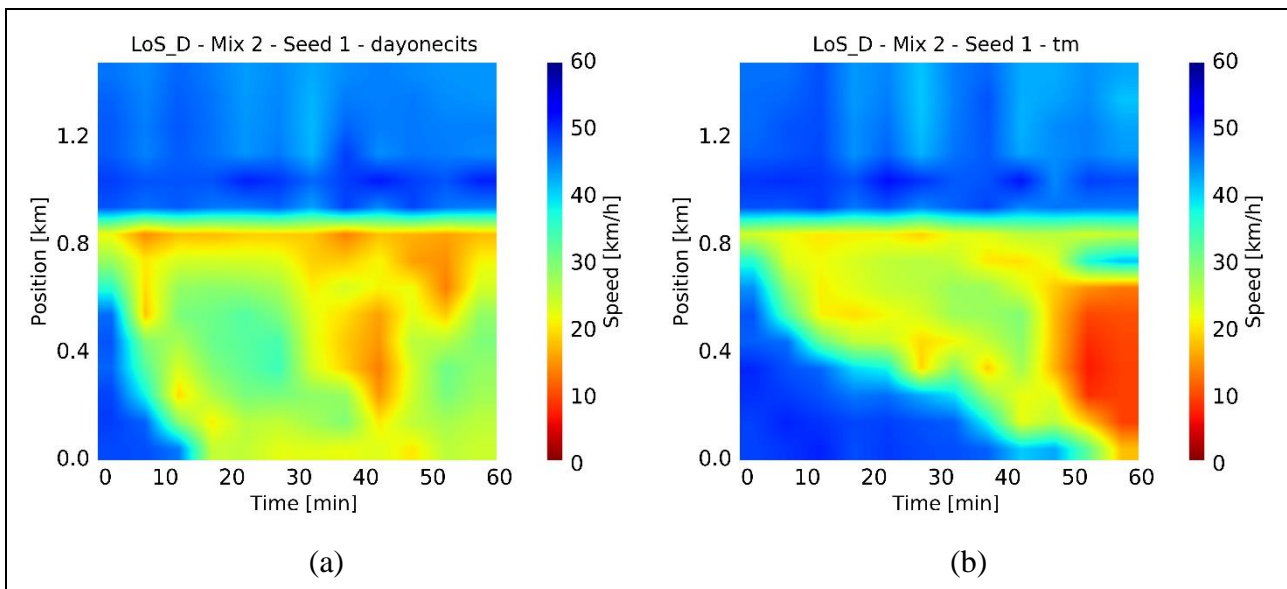 LoS_D - Mix 2 - Seed 1 - dayonecits
1.2
0.8
0.4
0.0
Position [km]
0 10 20 30 40 50 60
Time [min]
60
50
40
30
20
10
0
Speed [km/h]
(a)
LoS_D - Mix 2 - Seed 1 - tm
1.2
0.8
0.4
0.0
Position [km]
0 10 20 30 40 50 60
Time [min]
60
50
40
30
20
10
0
Speed [km/h]
(b)